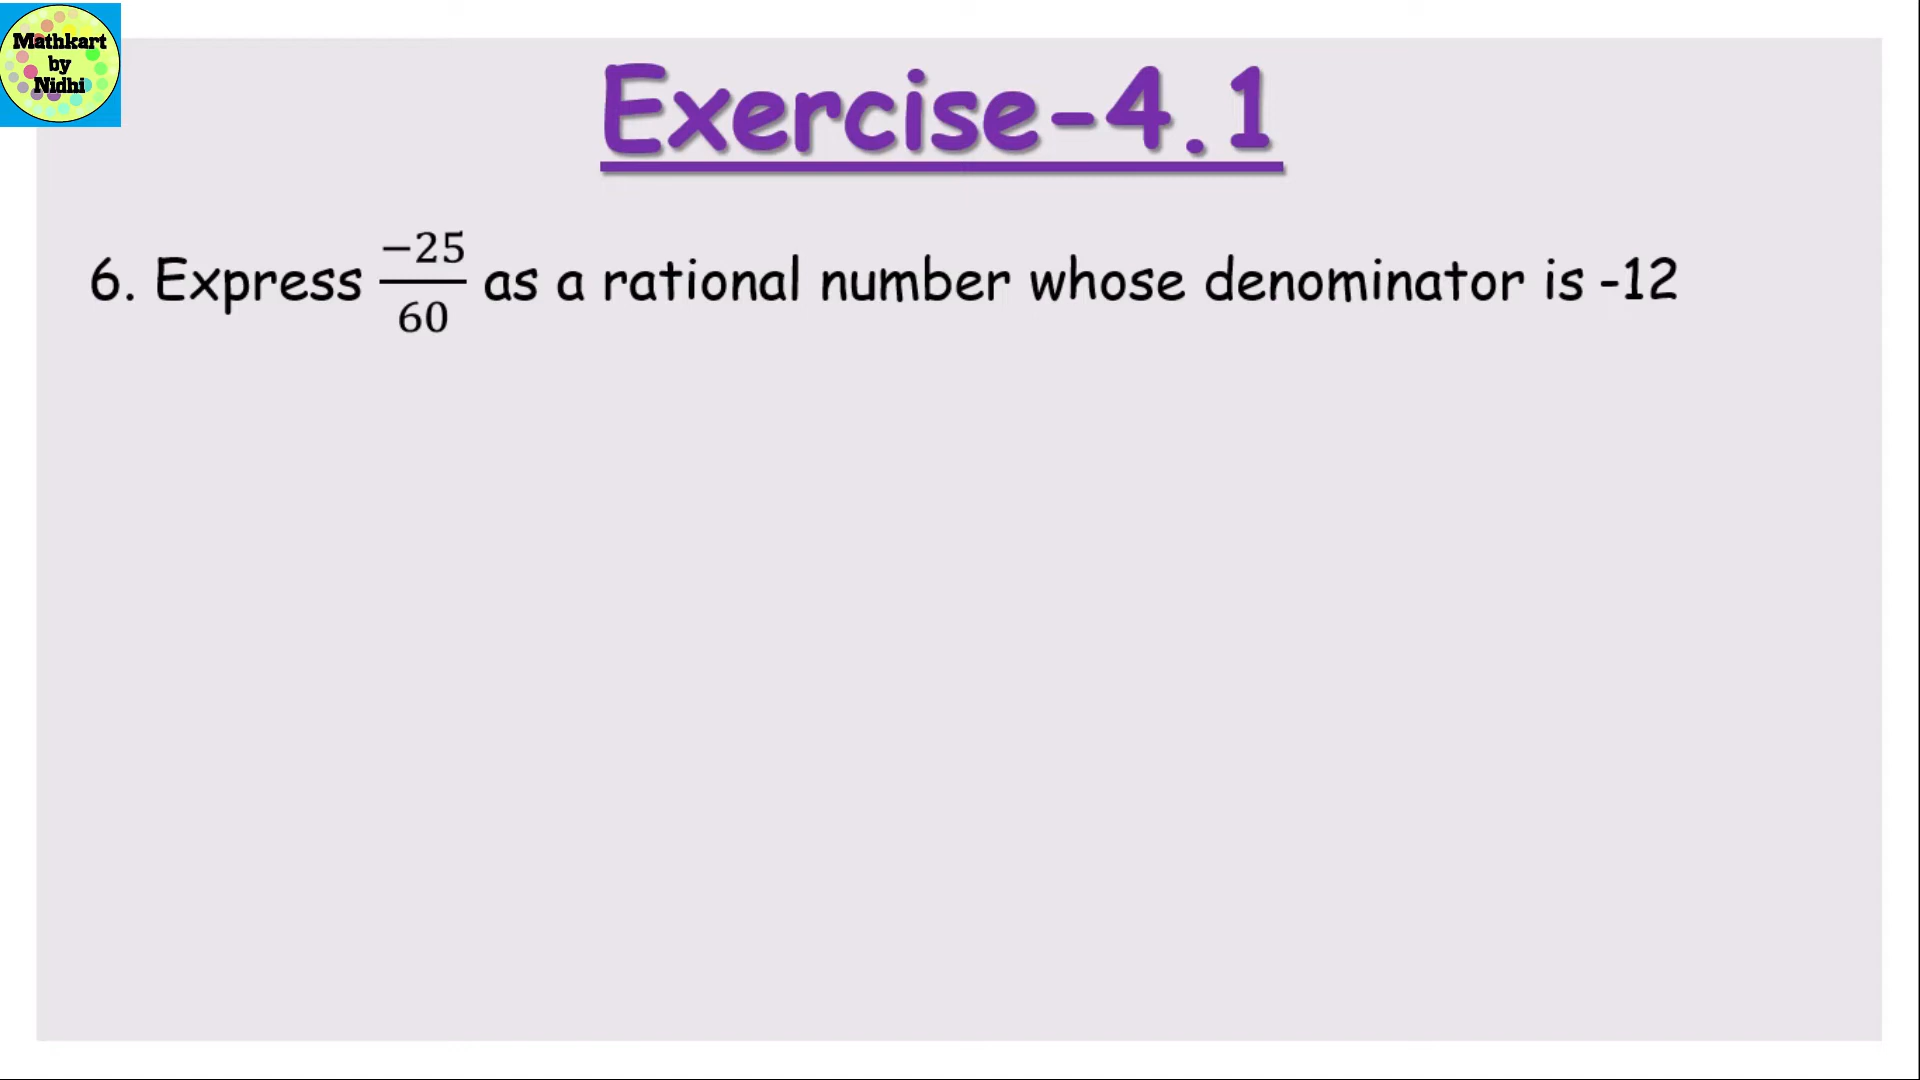 Mathkart
by
Nidhi
Exercise-4.1
6. Express −25/60 as a rational number whose denominator is -12